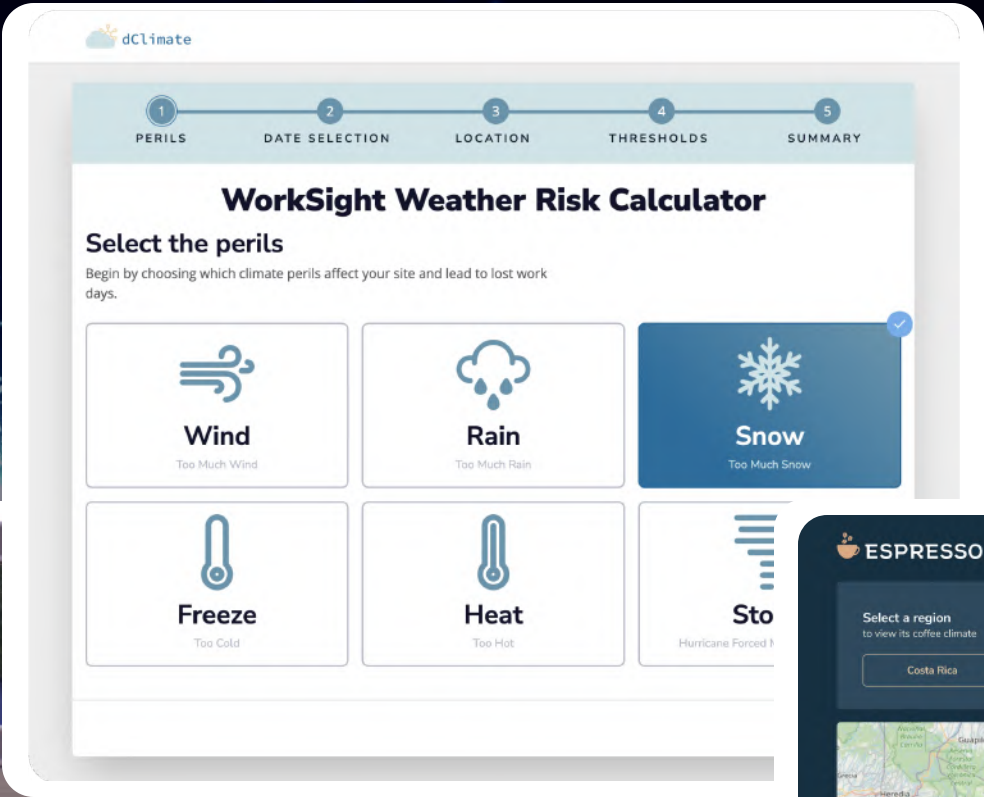 dClimate
1 2 3 4 5
PERILS DATE SELECTION LOCATION THRESHOLDS SUMMARY
WorkSight Weather Risk Calculator
Select the perils
Begin by choosing which climate perils affect your site and lead to lost work
days.
Wind
Too Much Wind
Rain
Too Much Rain
Snow
Too Much Snow
Freeze
Too Cold
Heat
Too Hot
Sto
Hurricane Forced
ESPRESSO
Select a region
to view its coffee climate
Costa Rica
Heredia